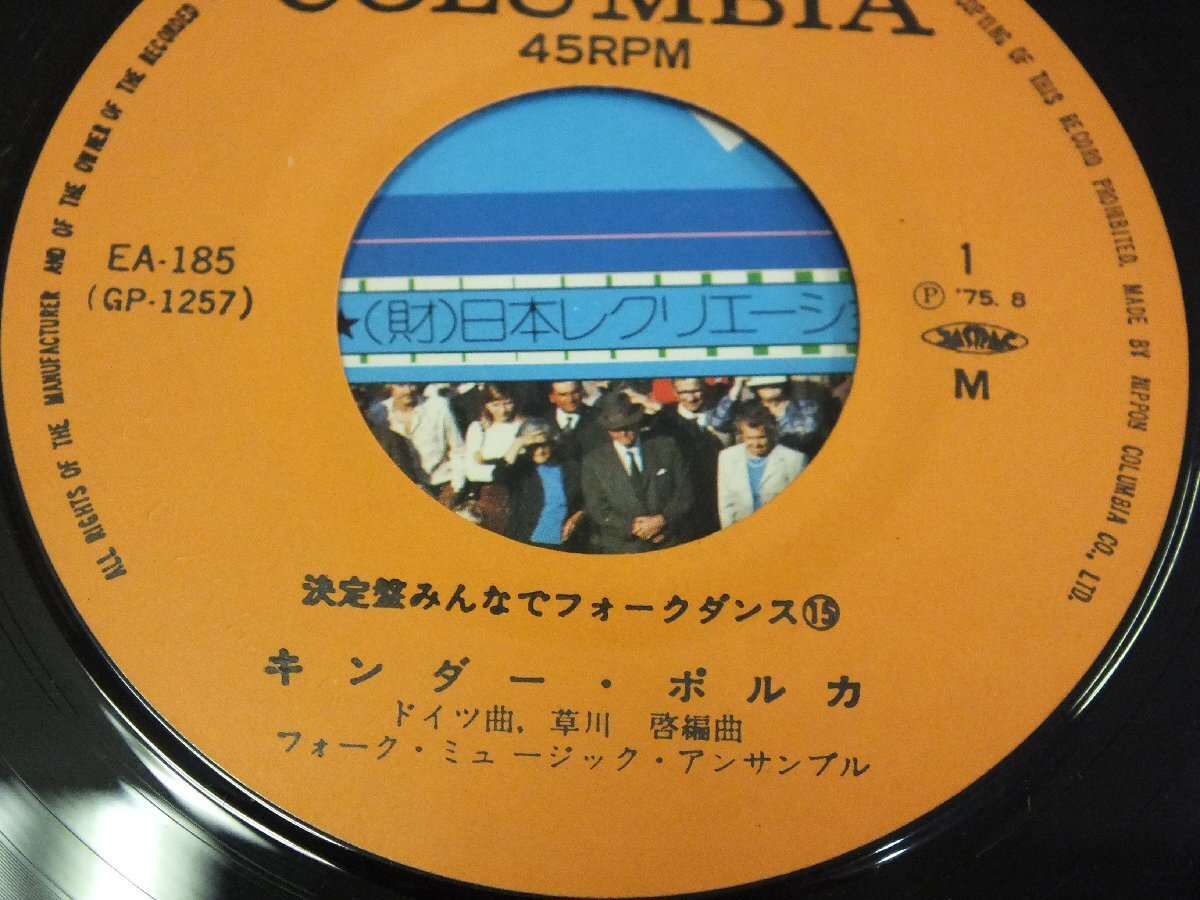 COLUMBIA
45RPM
EA-185
(GP-1257)
1
Ⓟ '75. 8
JASRAC
M
★(財)日本レクリエーショ
決定盤みんなでフォークダンス⑮
キンダー・ポルカ
ドイツ曲, 草川 啓編曲
フォーク・ミュージック・アンサンブル
ALL RIGHTS OF THE MANUFACTURER AND OF THE OWNER OF THE RECORDED
COPYING OF THIS RECORD PROHIBITED. MADE BY NIPPON COLUMBIA CO., LTD.